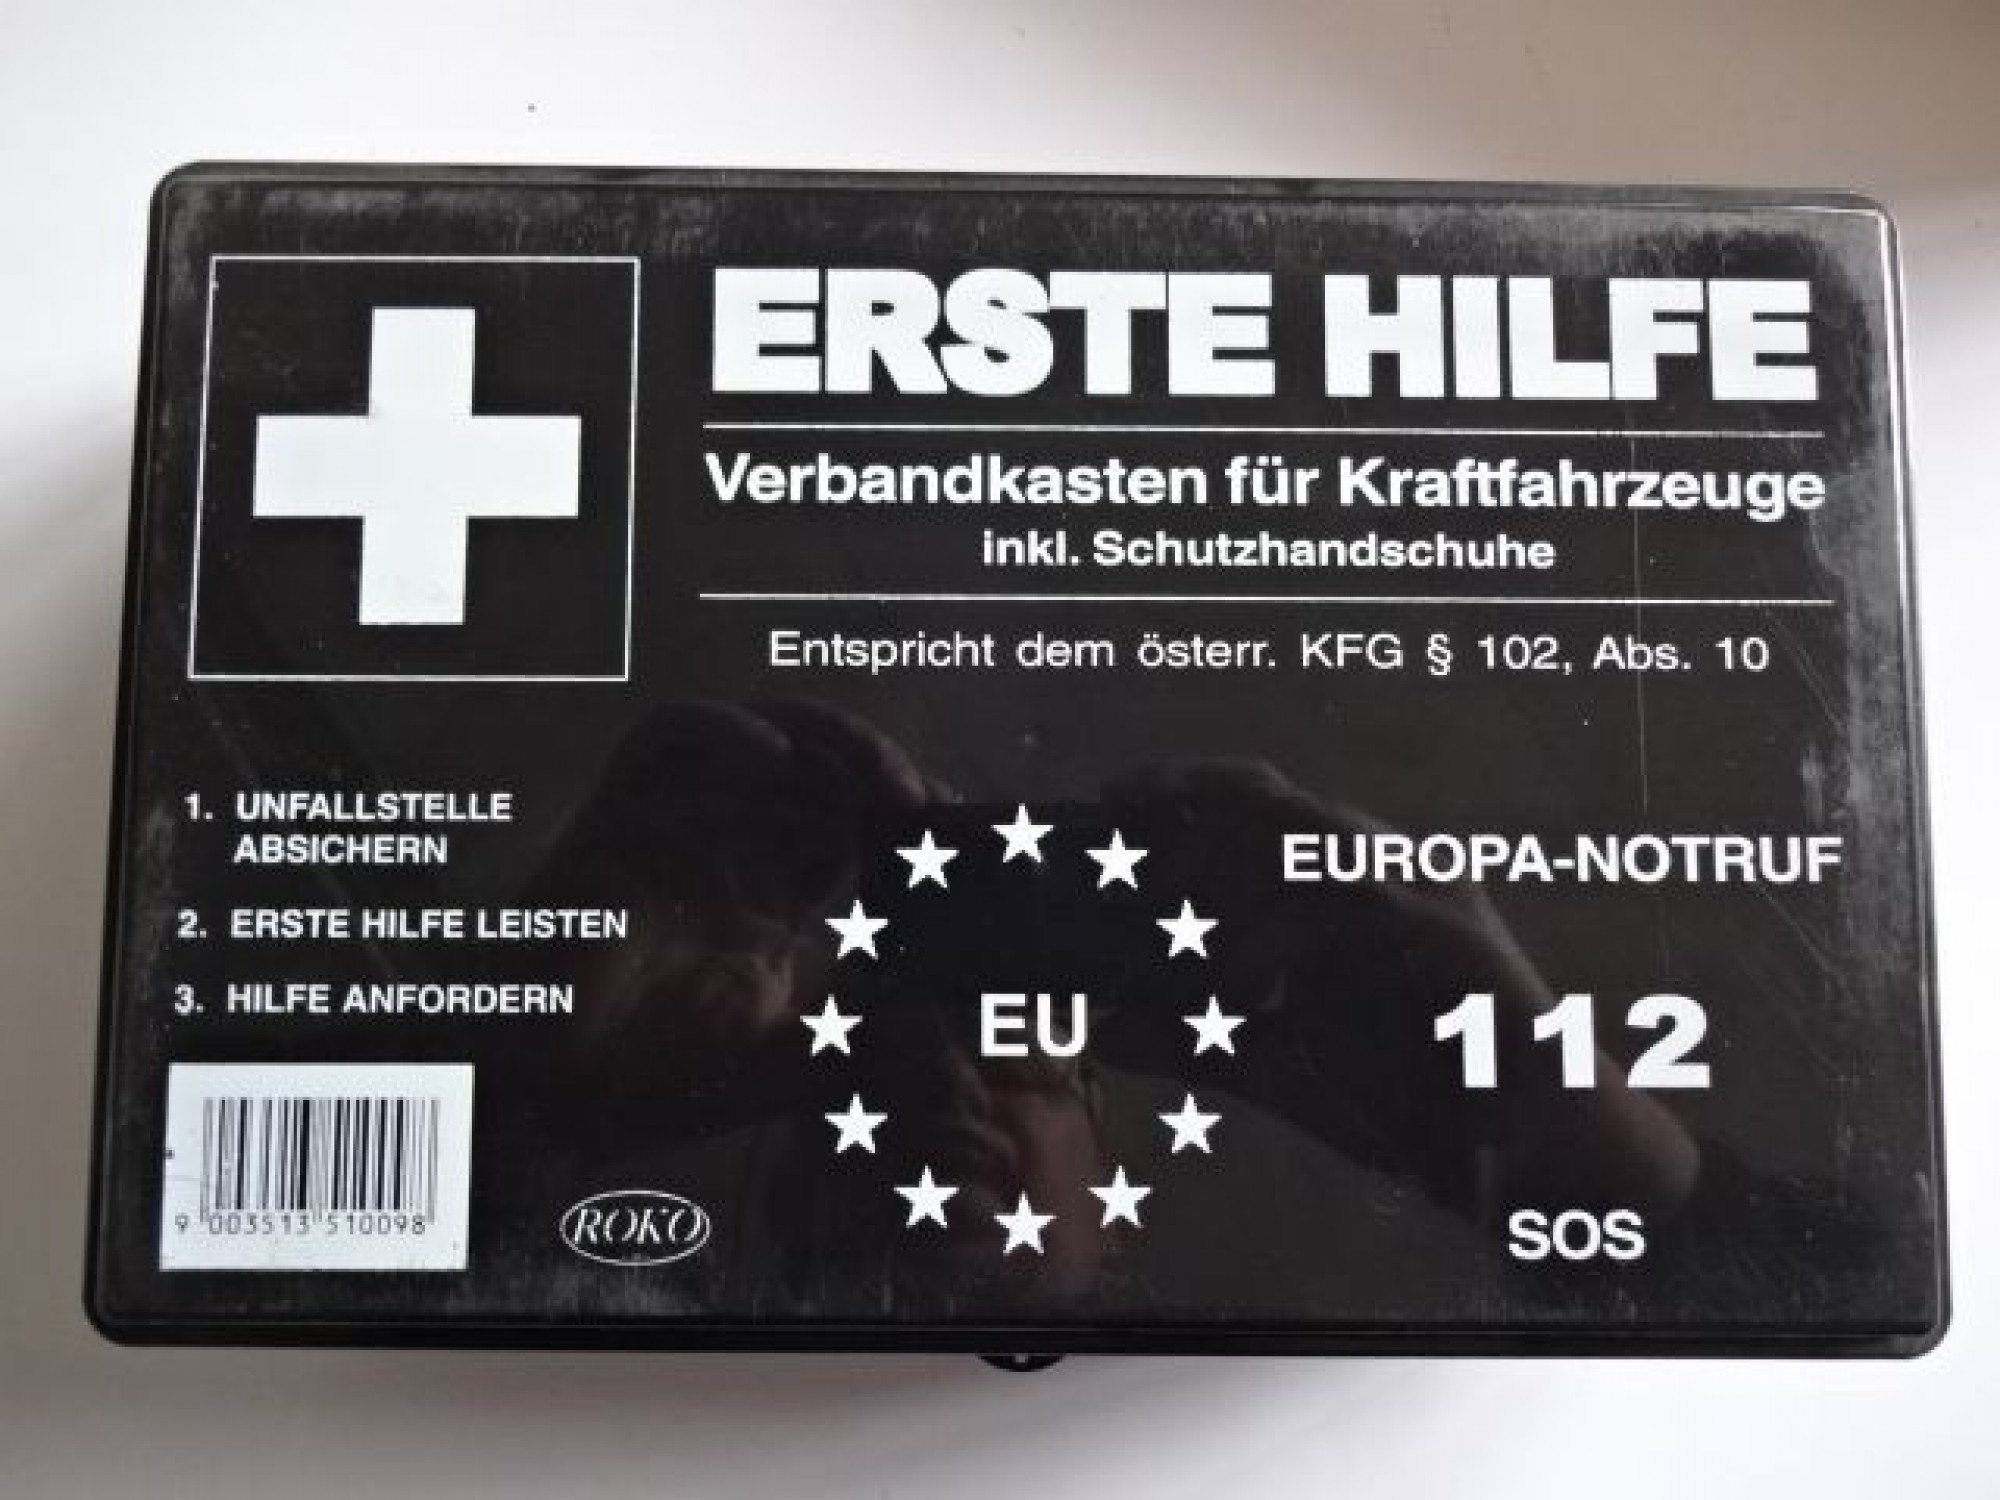 ERSTE HILFE
Verbandkasten für Kraftfahrzeuge
inkl. Schutzhandschuhe
Entspricht dem österr. KFG § 102, Abs. 10
1. UNFALLSTELLE
ABSICHERN
2. ERSTE HILFE LEISTEN
3. HILFE ANFORDERN
EU
EUROPA-NOTRUF
112
SOS
9 003513 510098
ROKO